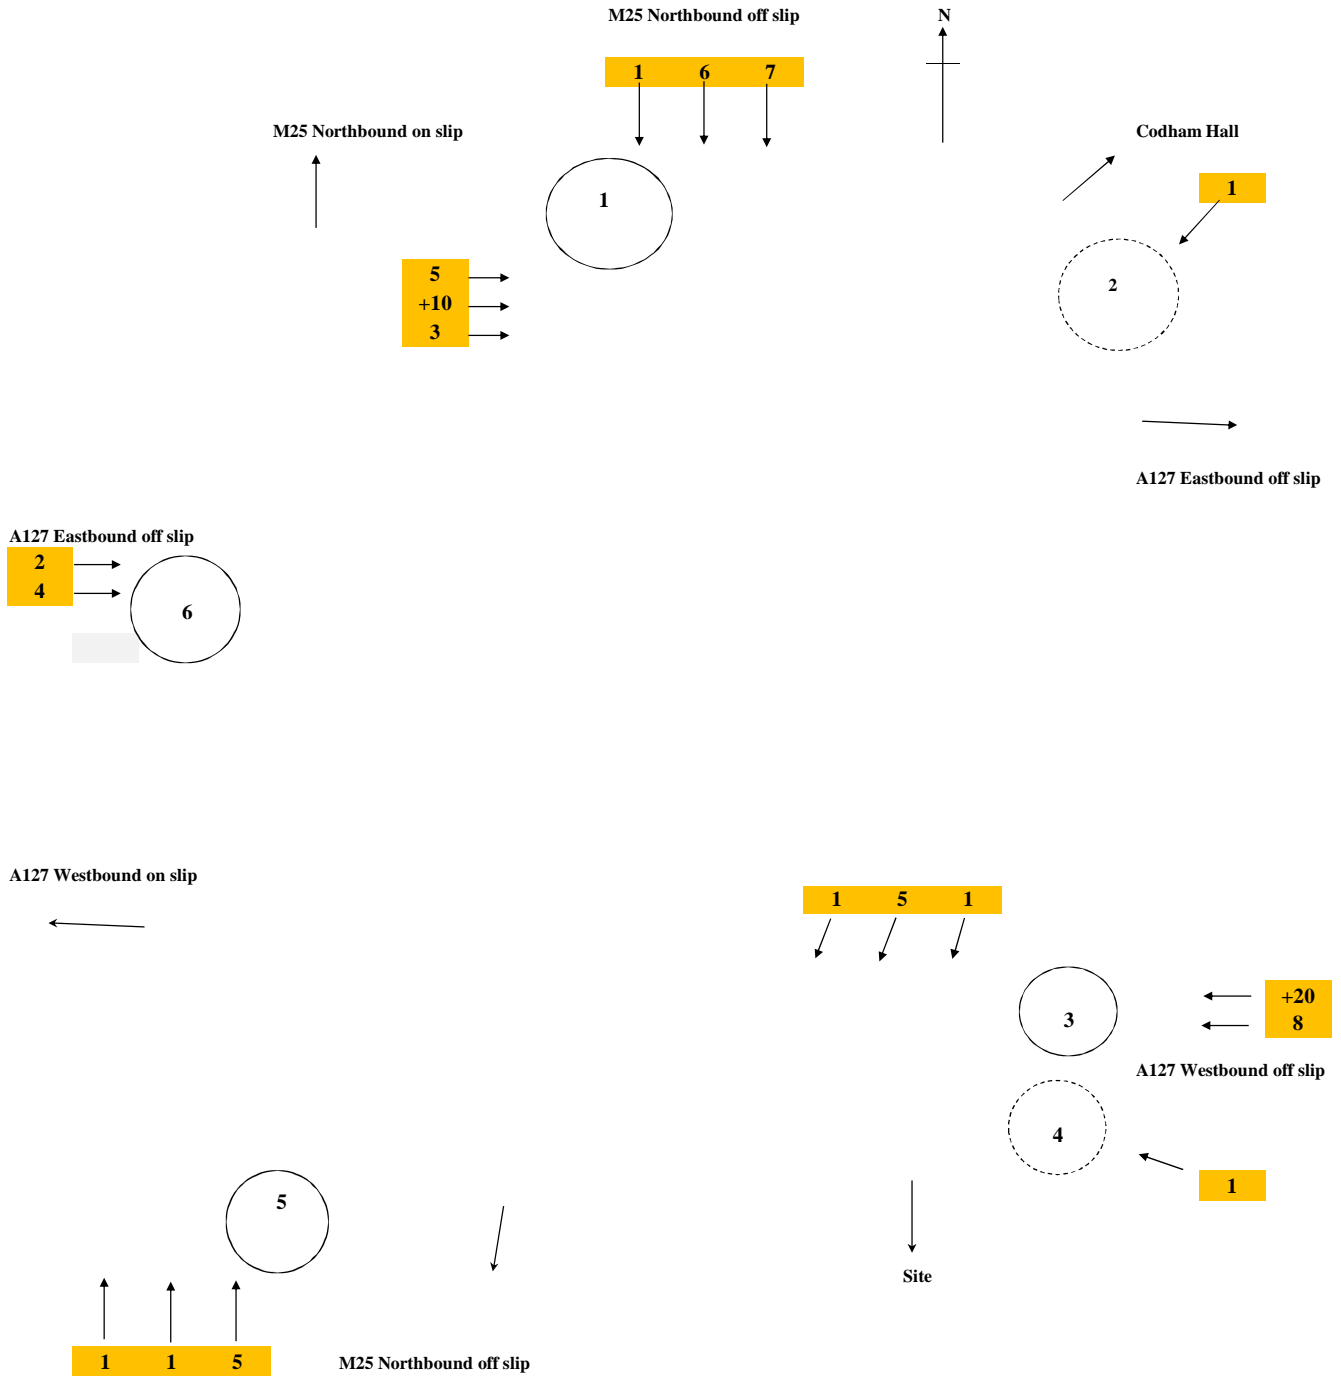 M25 Northbound off slip
N
1 6 7
M25 Northbound on slip
Codham Hall
1
1
5
+10
3
2
A127 Eastbound off slip
A127 Eastbound off slip
2
4
6
A127 Westbound on slip
1 5 1
+20
8
3
A127 Westbound off slip
4
1
5
Site
1 1 5
M25 Northbound off slip